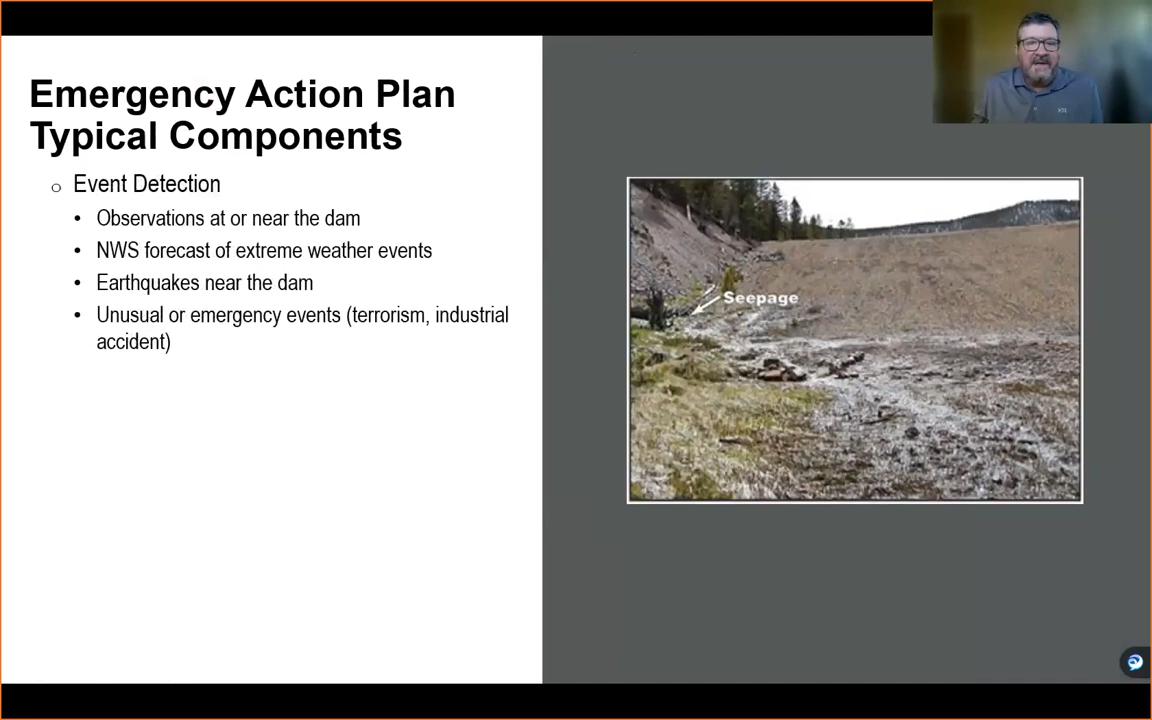 Emergency Action Plan
Typical Components
Event Detection
Observations at or near the dam
NWS forecast of extreme weather events
Earthquakes near the dam
Unusual or emergency events (terrorism, industrial
accident)
Seepage